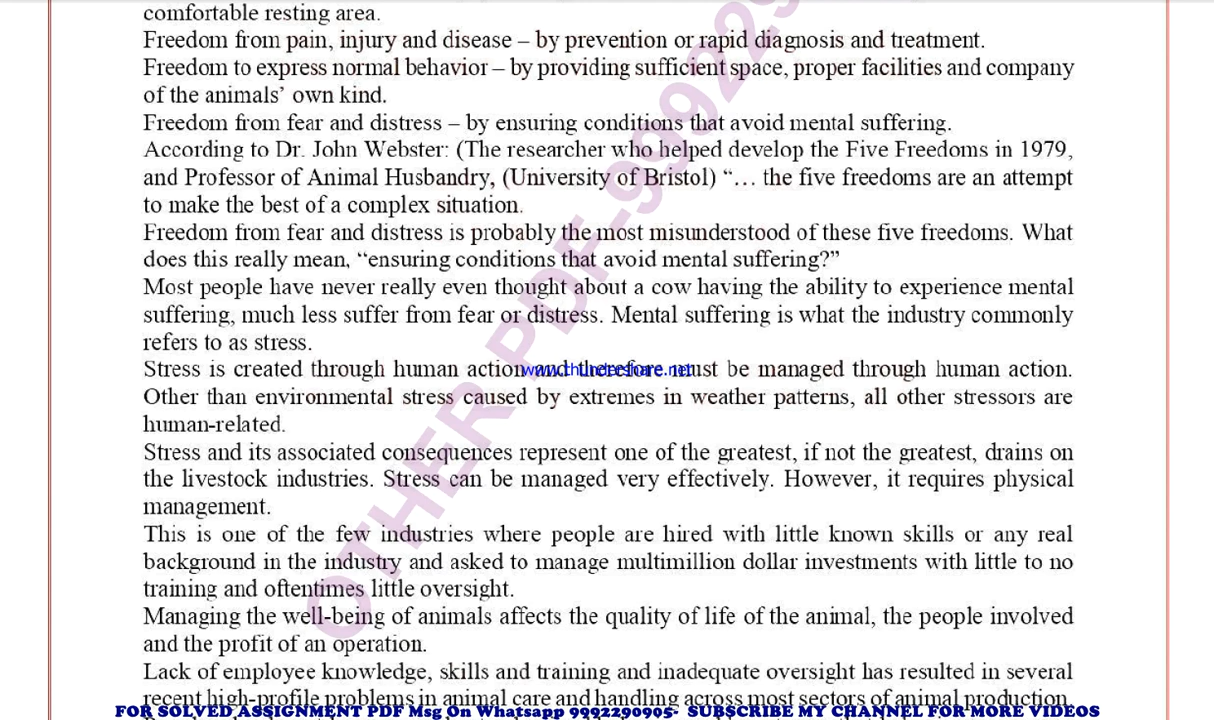 comfortable resting area.
Freedom from pain, injury and disease – by prevention or rapid diagnosis and treatment.
Freedom to express normal behavior – by providing sufficient space, proper facilities and company
of the animals’ own kind.
Freedom from fear and distress – by ensuring conditions that avoid mental suffering.
According to Dr. John Webster: (The researcher who helped develop the Five Freedoms in 1979,
and Professor of Animal Husbandry, (University of Bristol) “… the five freedoms are an attempt
to make the best of a complex situation.
Freedom from fear and distress is probably the most misunderstood of these five freedoms. What
does this really mean, “ensuring conditions that avoid mental suffering?”
Most people have never really even thought about a cow having the ability to experience mental
suffering, much less suffer from fear or distress. Mental suffering is what the industry commonly
refers to as stress.
Stress is created through human action and therefore must be managed through human action.
www.thundershare.net
Other than environmental stress caused by extremes in weather patterns, all other stressors are
human-related.
Stress and its associated consequences represent one of the greatest, if not the greatest, drains on
the livestock industries. Stress can be managed very effectively. However, it requires physical
management.
This is one of the few industries where people are hired with little known skills or any real
background in the industry and asked to manage multimillion dollar investments with little to no
training and oftentimes little oversight.
Managing the well-being of animals affects the quality of life of the animal, the people involved
and the profit of an operation.
Lack of employee knowledge, skills and training and inadequate oversight has resulted in several
recent high-profile problems in animal care and handling across most sectors of animal production.
FOR SOLVED ASSIGNMENT PDF Msg On Whatsapp 9992290905- SUBSCRIBE MY CHANNEL FOR MORE VIDEOS
OTHER PDF-999229